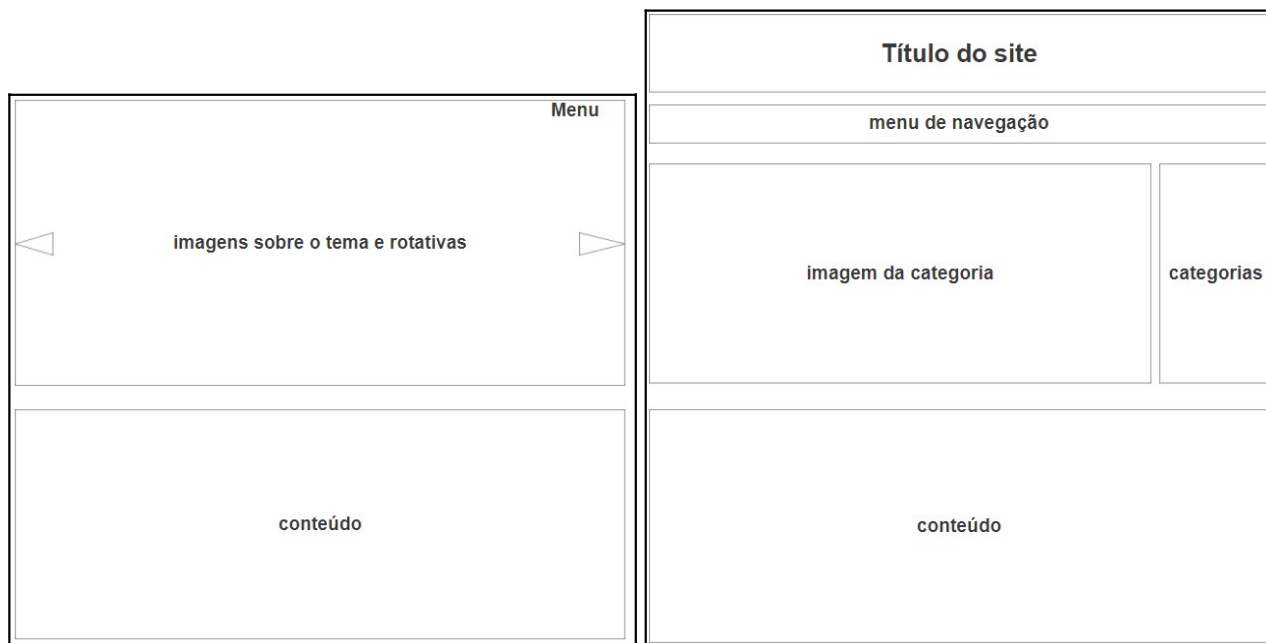 Menu
imagens sobre o tema e rotativas
conteúdo
Título do site
menu de navegação
imagem da categoria
categorias
conteúdo